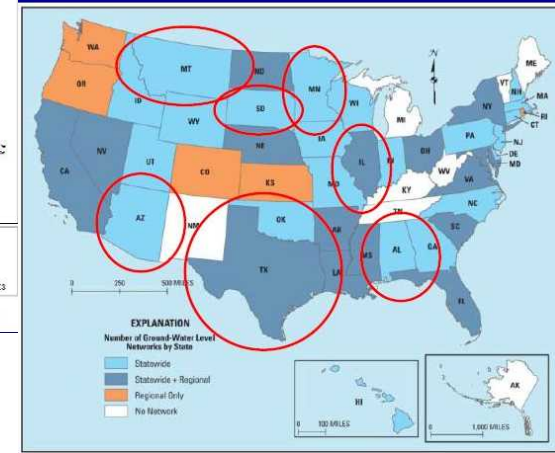 WA
MT
ND
MN
ME
OR
ID
SD
WI
VT
NH
MA
NY
RI
CT
WY
MI
IA
PA
NJ
NV
NE
IL
IN
OH
DE
MD
CA
UT
CO
KS
MO
WV
VA
KY
NC
AZ
NM
OK
AR
TN
SC
TX
MS
AL
GA
LA
FL
N
0 250 500 MILES
EXPLANATION
Number of Ground-Water Level
Networks by State
Statewide
Statewide + Regional
Regional Only
No Network
HI
0 100 MILES
AK
0 1,000 MILES